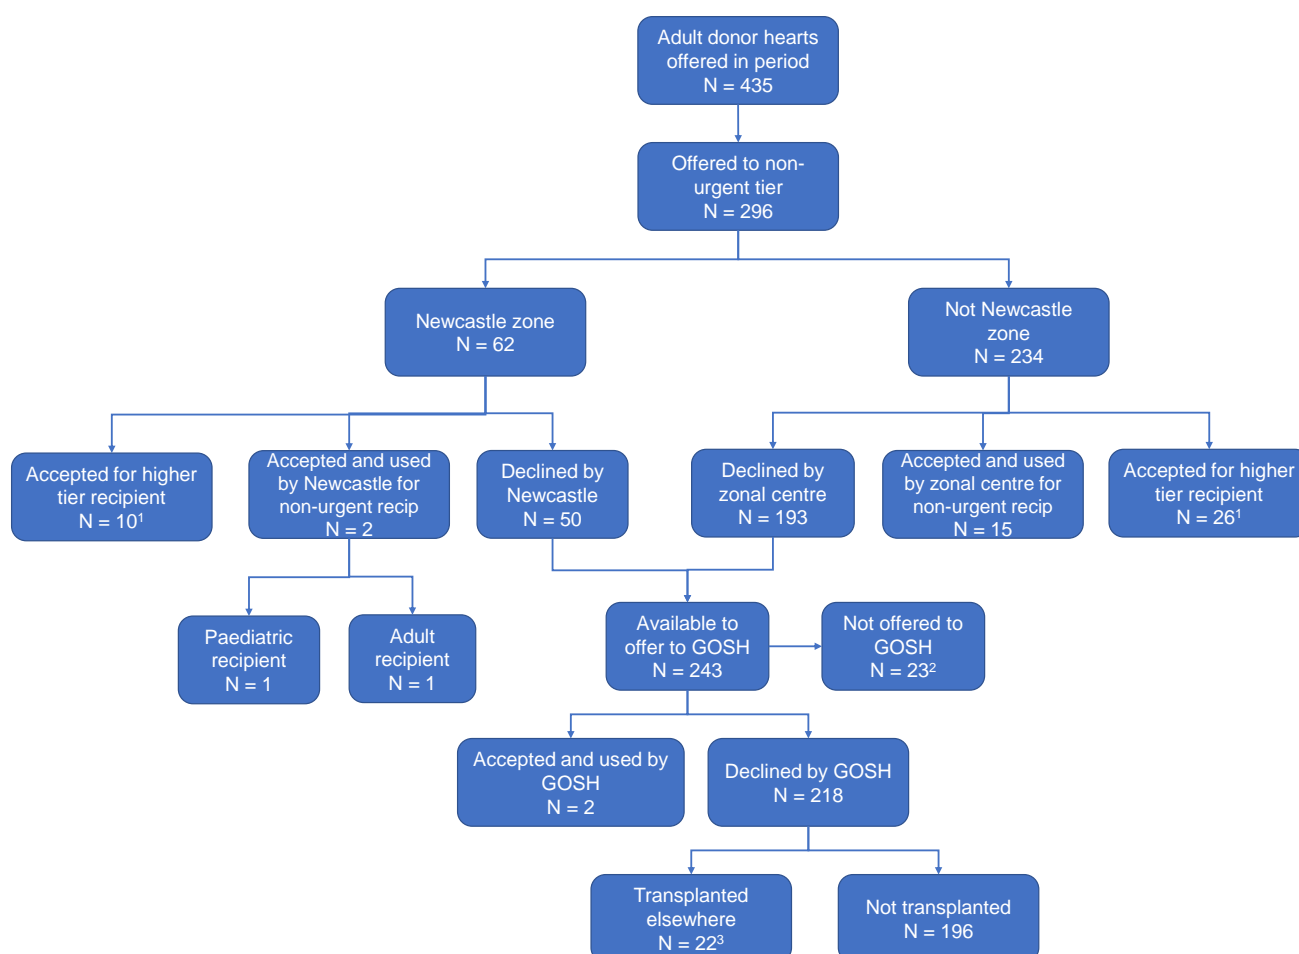 Adult donor hearts
offered in period
N = 435
Offered to non-
urgent tier
N = 296
Newcastle zone
N = 62
Not Newcastle
zone
N = 234
Accepted for higher
tier recipient
N = 10¹
Accepted and used
by Newcastle for
non-urgent recip
N = 2
Declined by
Newcastle
N = 50
Declined by
zonal centre
N = 193
Accepted and used
by zonal centre for
non-urgent recip
N = 15
Accepted for higher
tier recipient
N = 26¹
Paediatric
recipient
N = 1
Adult
recipient
N = 1
Available to
offer to GOSH
N = 243
Not offered to
GOSH
N = 23²
Accepted and used by
GOSH
N = 2
Declined by GOSH
N = 218
Transplanted
elsewhere
N = 22³
Not transplanted
N = 196